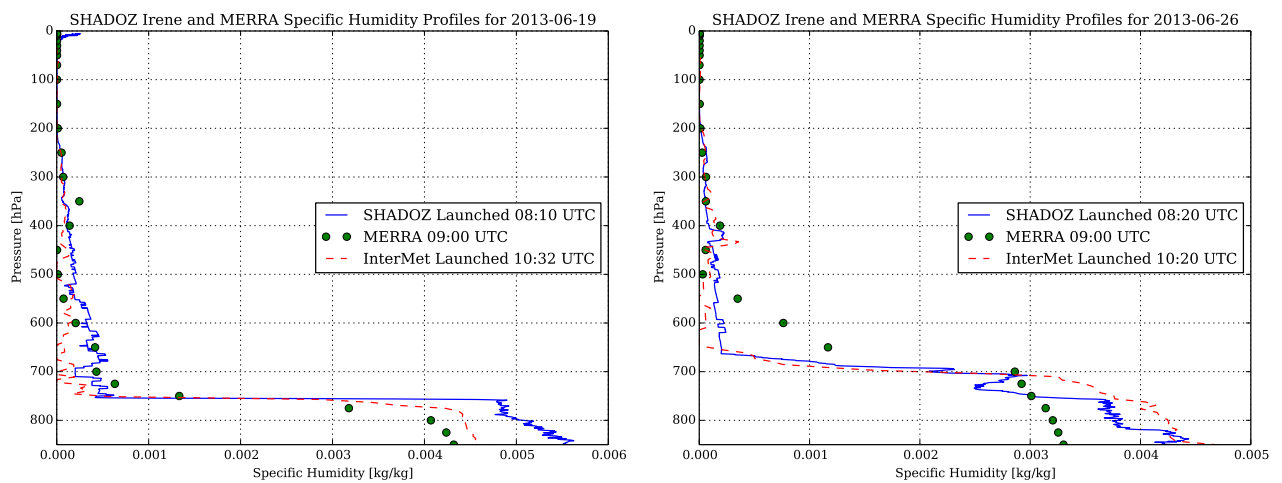 SHADOZ Irene and MERRA Specific Humidity Profiles for 2013-06-19
0
100
200
300
400
500
600
700
800
Pressure [hPa]
SHADOZ Launched 08:10 UTC
MERRA 09:00 UTC
InterMet Launched 10:32 UTC
0.000 0.001 0.002 0.003 0.004 0.005 0.006
Specific Humidity [kg/kg]
SHADOZ Irene and MERRA Specific Humidity Profiles for 2013-06-26
0
100
200
300
400
500
600
700
800
Pressure [hPa]
SHADOZ Launched 08:20 UTC
MERRA 09:00 UTC
InterMet Launched 10:20 UTC
0.000 0.001 0.002 0.003 0.004 0.005
Specific Humidity [kg/kg]